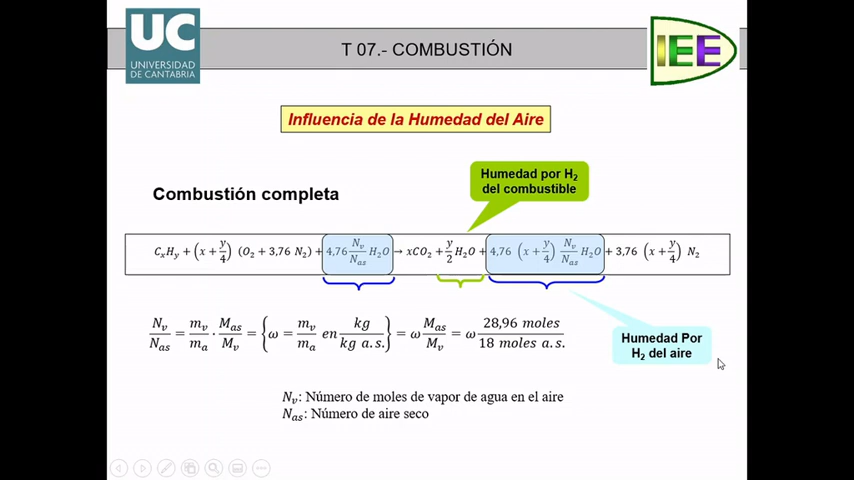 UC
UNIVERSIDAD
DE CANTABRIA
T 07.- COMBUSTIÓN
IEE
Influencia de la Humedad del Aire
Humedad por H₂
del combustible
Combustión completa
CₓHᵧ + (x + y/4) (O₂ + 3,76 N₂) + 4,76 Nᵥ/Nₐₛ H₂O → xCO₂ + y/2 H₂O + 4,76 (x + y/4) Nᵥ/Nₐₛ H₂O + 3,76 (x + y/4) N₂
Nᵥ/Nₐₛ = mᵥ/mₐ · Mₐₛ/Mᵥ = {ω = mᵥ/mₐ en kg/kg a.s.} = ω Mₐₛ/Mᵥ = ω 28,96 moles/18 moles a.s.
Humedad Por
H₂ del aire
Nᵥ: Número de moles de vapor de agua en el aire
Nₐₛ: Número de aire seco